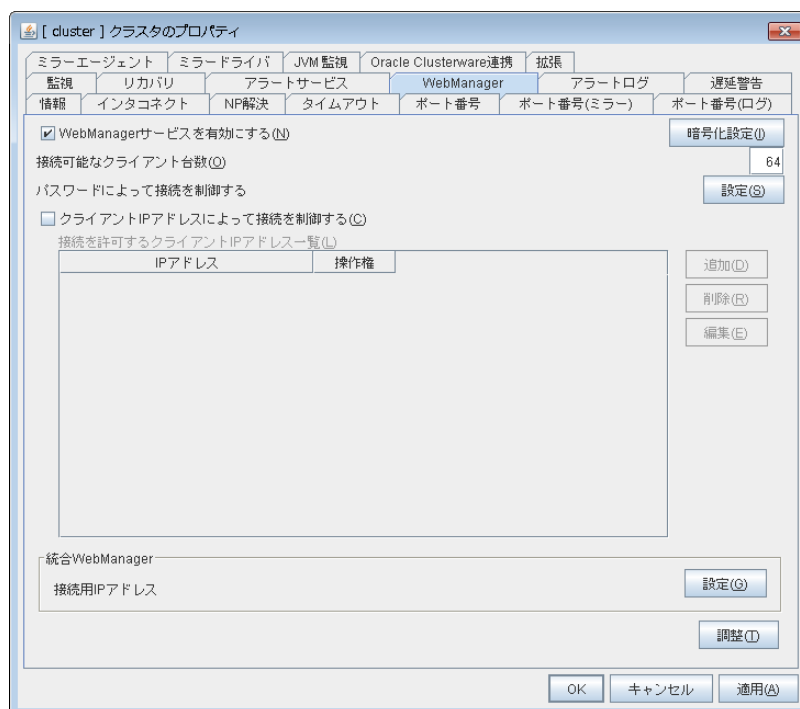 [ cluster ] クラスタのプロパティ
ミラーエージェント ミラードライバ JVM 監視 Oracle Clusterware連携 拡張
監視 リカバリ アラートサービス WebManager アラートログ 遅延警告
情報 インタコネクト NP解決 タイムアウト ポート番号 ポート番号(ミラー) ポート番号(ログ)
WebManagerサービスを有効にする(N) 暗号化設定(I)
接続可能なクライアント台数(O) 64
パスワードによって接続を制御する 設定(S)
クライアントIPアドレスによって接続を制御する(C)
接続を許可するクライアントIPアドレス一覧(L)
IPアドレス 操作権 追加(D)
削除(R)
編集(E)
統合WebManager
接続用IPアドレス 設定(G)
調整(T)
OK キャンセル 適用(A)